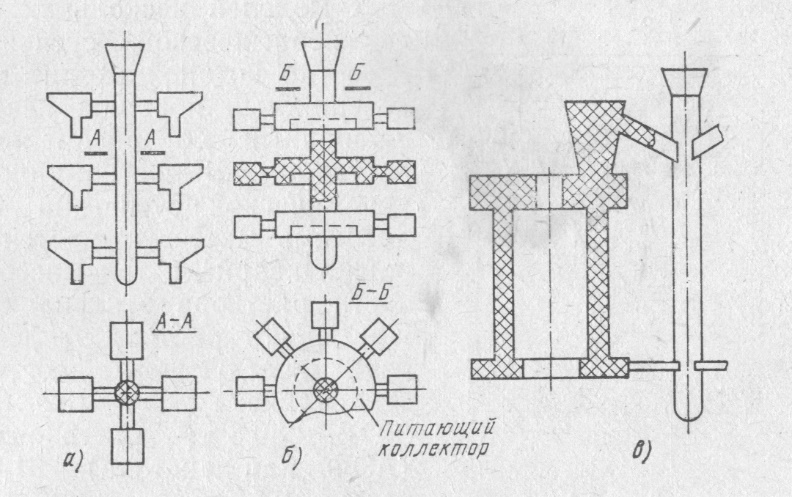 Б Б
А А
А-А
Б-Б
Питающий
коллектор
а) б) в)